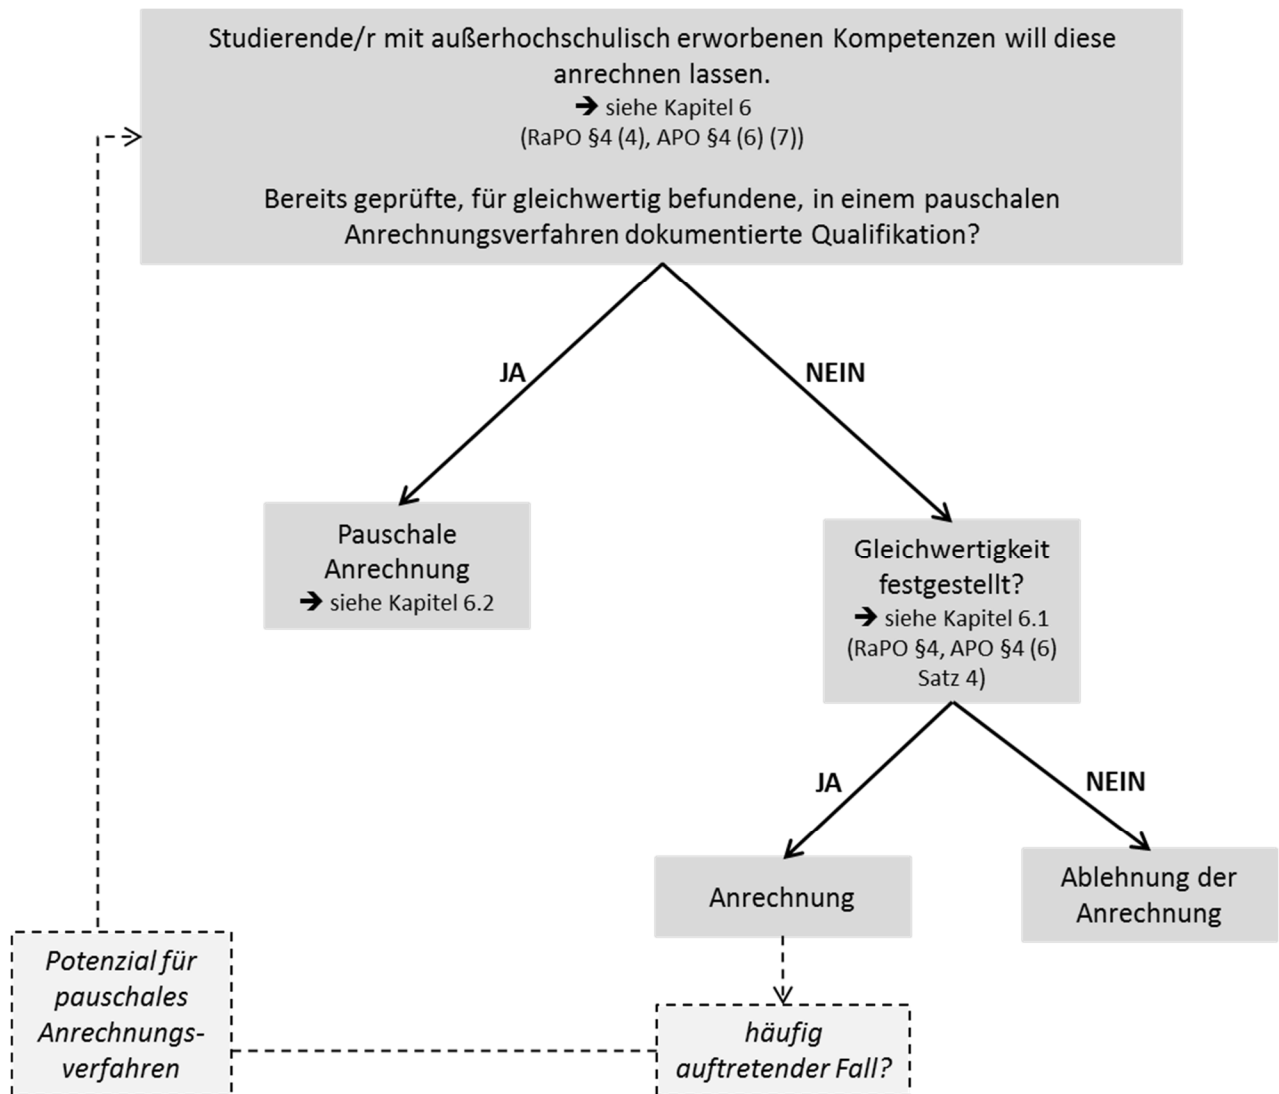 Studierende/r mit außerhochschulisch erworbenen Kompetenzen will diese
anrechnen lassen.
➔ siehe Kapitel 6
(RaPO §4 (4), APO §4 (6) (7))
Bereits geprüfte, für gleichwertig befundene, in einem pauschalen
Anrechnungsverfahren dokumentierte Qualifikation?
JA
NEIN
Pauschale
Anrechnung
➔ siehe Kapitel 6.2
Gleichwertigkeit
festgestellt?
➔ siehe Kapitel 6.1
(RaPO §4, APO §4 (6)
Satz 4)
JA
NEIN
Anrechnung
Ablehnung der
Anrechnung
Potenzial für
pauschales
Anrechnungs-
verfahren
häufig
auftretender Fall?